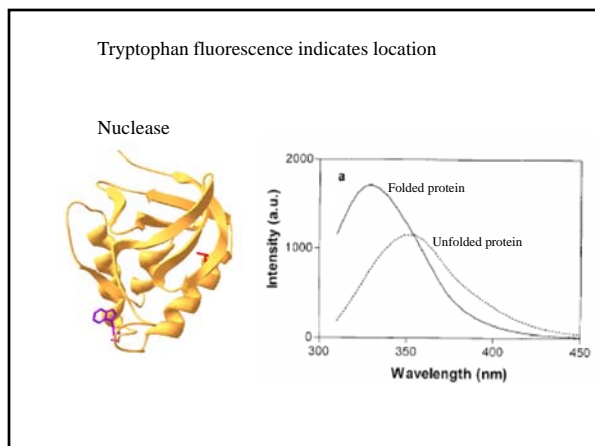 Tryptophan fluorescence indicates location
Nuclease
2000
a
Folded protein
Unfolded protein
1000
0
Intensity (a.u.)
300
350
400
450
Wavelength (nm)